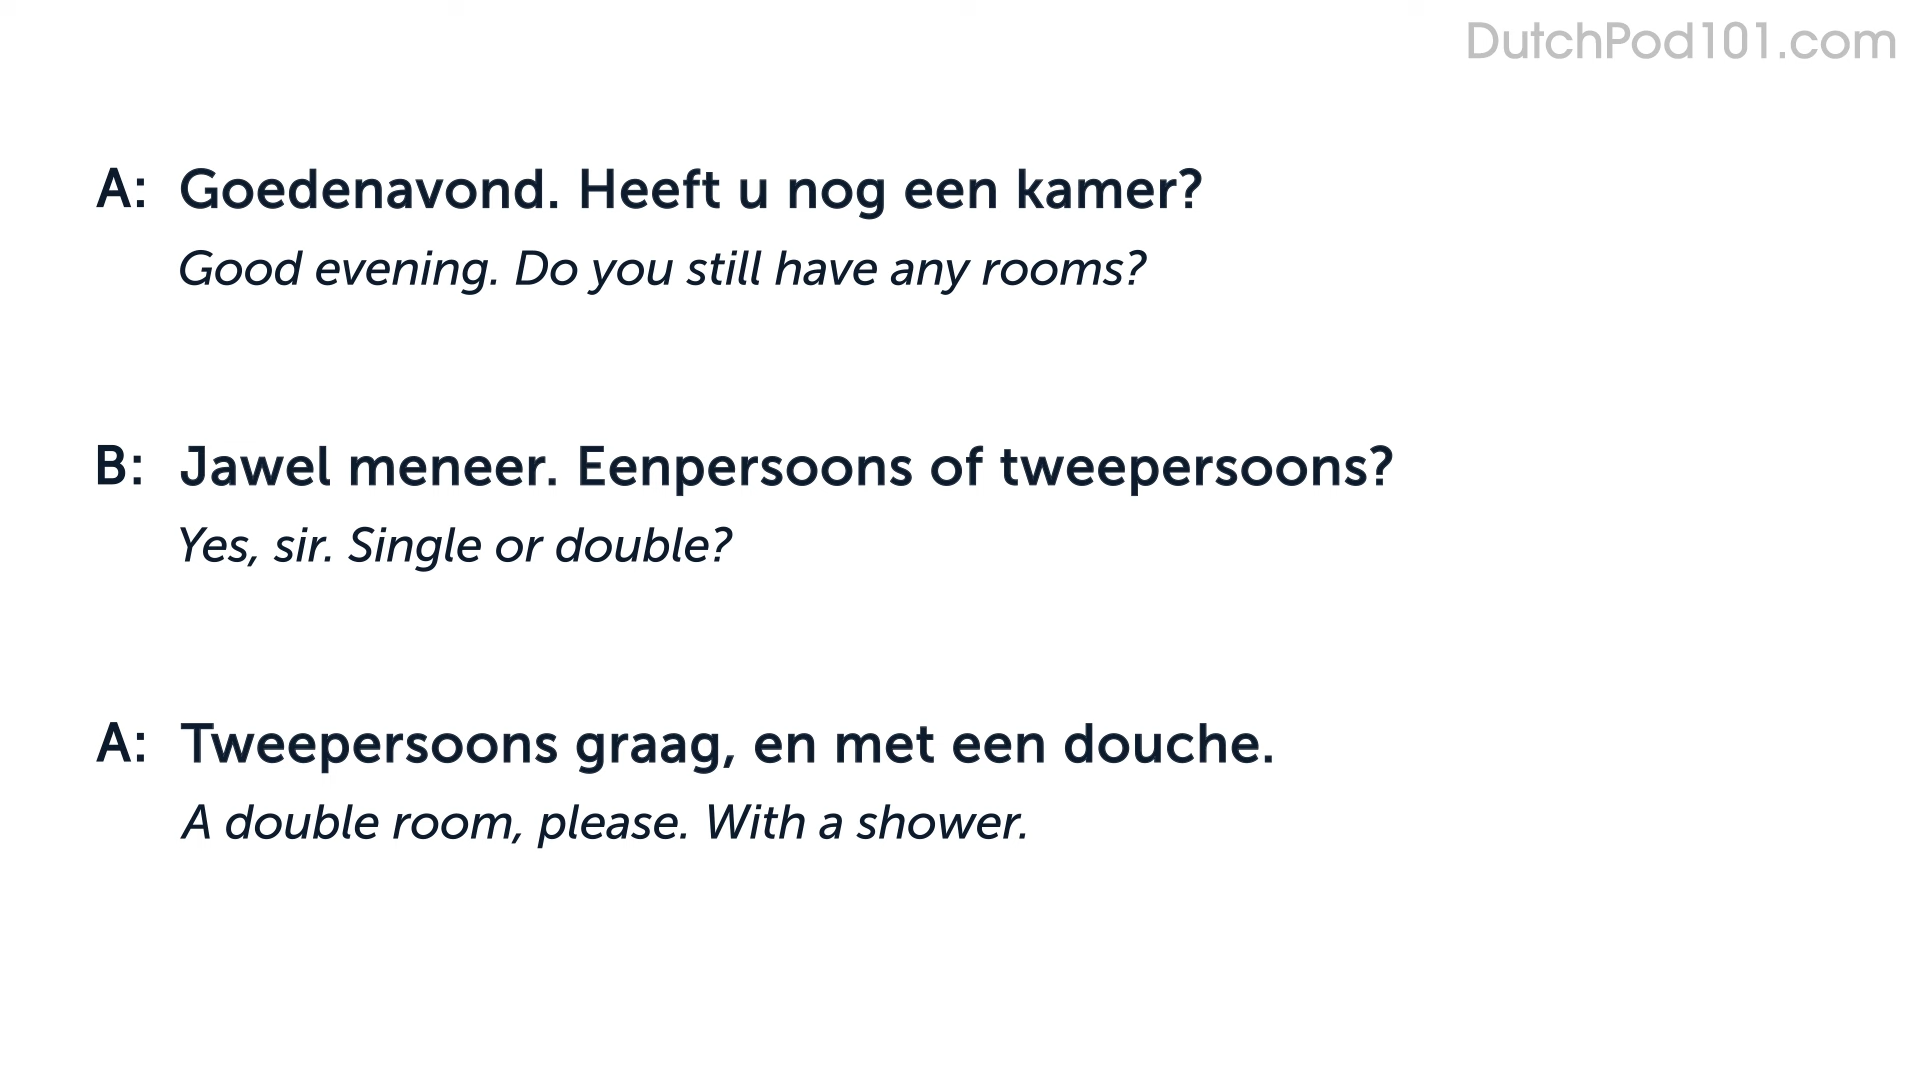 DutchPod101.com
A: Goedenavond. Heeft u nog een kamer?
Good evening. Do you still have any rooms?
B: Jawel meneer. Eenpersoons of tweepersoons?
Yes, sir. Single or double?
A: Tweepersoons graag, en met een douche.
A double room, please. With a shower.